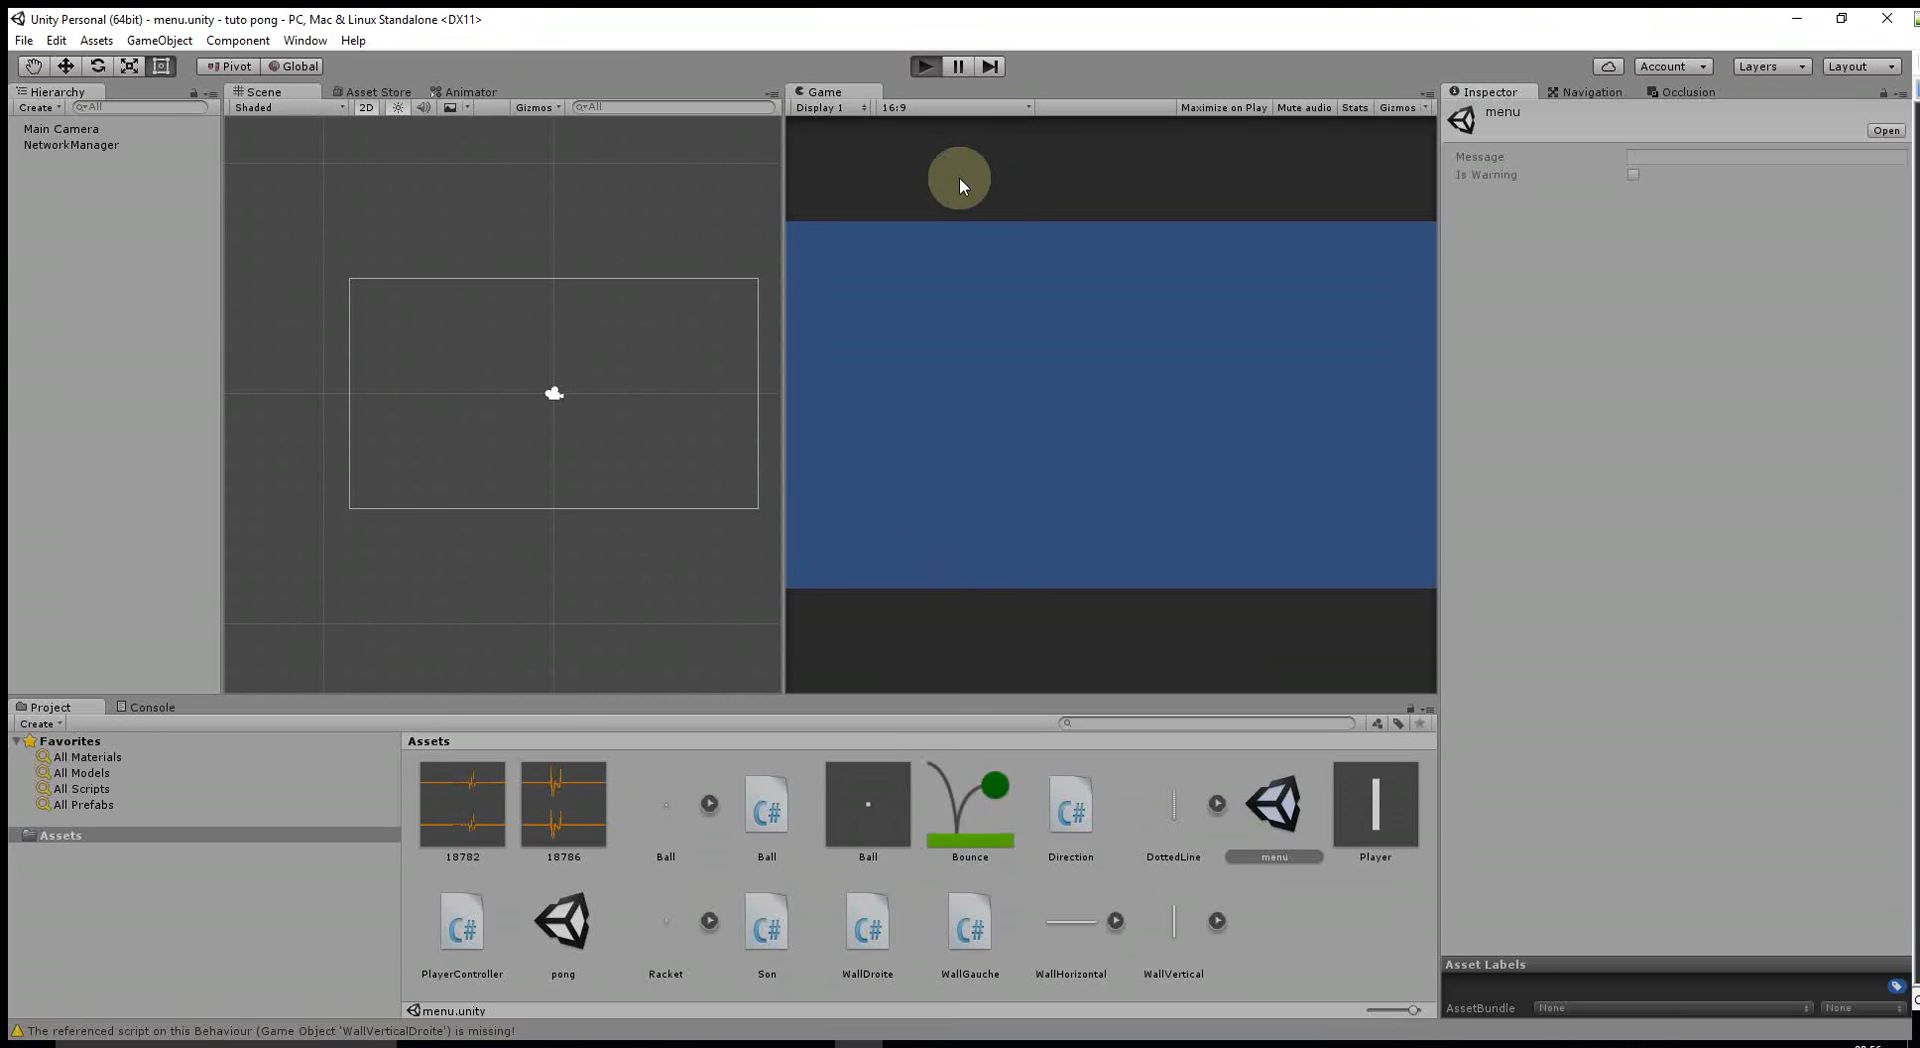 Unity Personal (64bit) - menu.unity - tuto pong - PC, Mac & Linux Standalone <DX11>
File Edit Assets GameObject Component Window Help
Pivot Global Account Layers Layout
Hierarchy Scene Asset Store Animator Game Inspector Navigation Occlusion
Create All Shaded 2D Gizmos All Display 1 16:9 Maximize on Play Mute audio Stats Gizmos
menu
Open
Main Camera
NetworkManager
Message
Is Warning
Project Console
Create
Favorites
All Materials
All Models
All Scripts
All Prefabs
Assets
Assets
18782 18786 Ball Ball Ball Bounce Direction DottedLine menu Player
PlayerController pong Racket Son WallDroite WallGauche WallHorizontal WallVertical
menu.unity
Asset Labels
AssetBundle None None
The referenced script on this Behaviour (Game Object 'WallVerticalDroite') is missing!